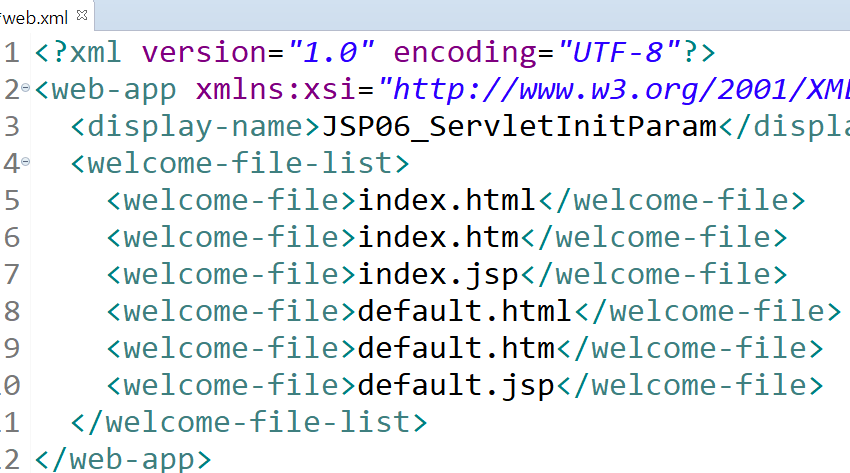 *web.xml
1 <?xml version="1.0" encoding="UTF-8"?>
2 <web-app xmlns:xsi="http://www.w3.org/2001/XML
3 <display-name>JSP06_ServletInitParam</displa
4 <welcome-file-list>
5 <welcome-file>index.html</welcome-file>
6 <welcome-file>index.htm</welcome-file>
7 <welcome-file>index.jsp</welcome-file>
8 <welcome-file>default.html</welcome-file>
9 <welcome-file>default.htm</welcome-file>
0 <welcome-file>default.jsp</welcome-file>
1 </welcome-file-list>
2 </web-app>